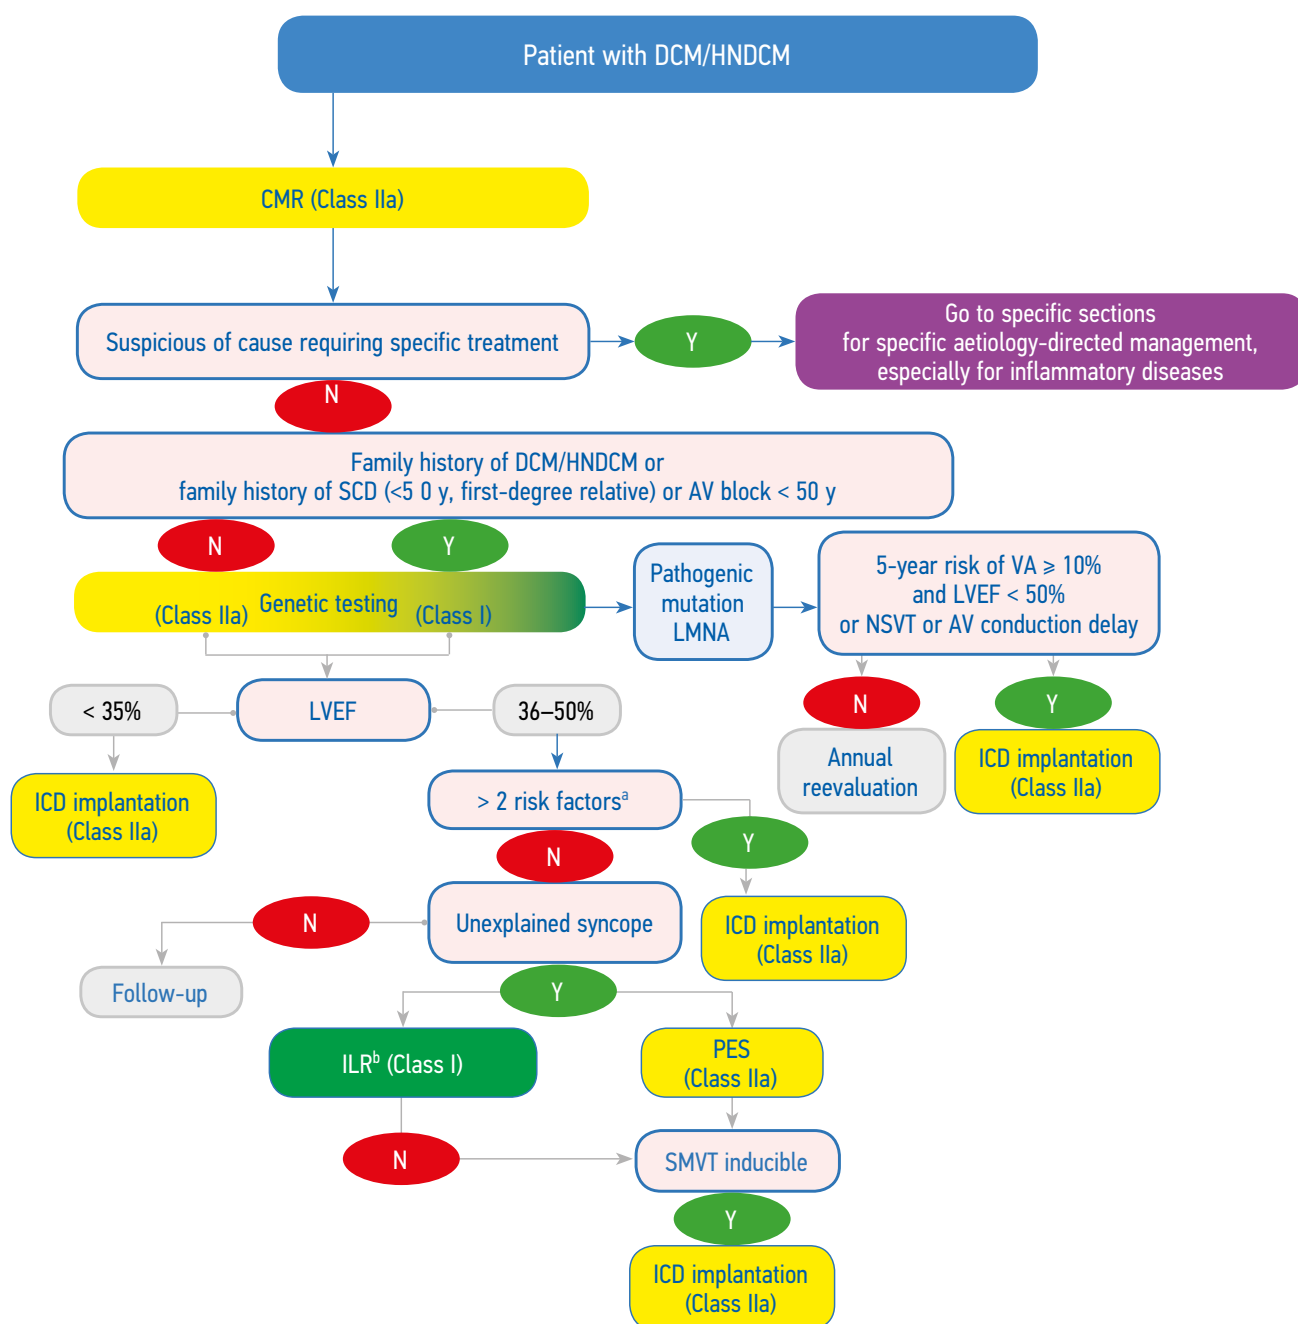 Patient with DCM/HNDCM
CMR (Class IIa)
Suspicious of cause requiring specific treatment
Y
Go to specific sections
for specific aetiology-directed management,
especially for inflammatory diseases
N
Family history of DCM/HNDCM or
family history of SCD (<5 0 y, first-degree relative) or AV block < 50 y
N
Y
(Class IIa)
Genetic testing
(Class I)
Pathogenic
mutation
LMNA
5-year risk of VA ⩾ 10%
and LVEF < 50%
or NSVT or AV conduction delay
N
Y
Annual
reevaluation
ICD implantation
(Class IIa)
< 35%
LVEF
36–50%
ICD implantation
(Class IIa)
> 2 risk factorsᵃ
Y
N
ICD implantation
(Class IIa)
Unexplained syncope
N
Follow-up
Y
ILRᵇ (Class I)
PES
(Class IIa)
N
SMVT inducible
Y
ICD implantation
(Class IIa)